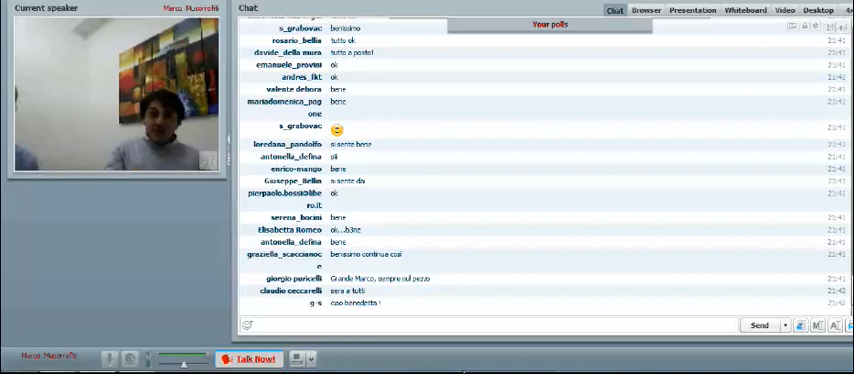 Current speaker
Marco Musorrofiti
Chat
Chat Browser Presentation Whiteboard Video Desktop 4x
Your polls
s_grabovac benissimo
rosario_bellia tutto ok 21:41
davide_della mura tutto a posto! 21:41
emanuele_provini ok 21:41
andres_fkt ok 21:41
valente debora bene 21:41
mariadomenica_pag bene 21:41
one
s_grabovac 21:41
loredana_pandolfo si sente bene 21:41
antonella_defina sii 21:41
enrico-mango bene 21:41
Giuseppe_Bellin si sente da: 21:41
pierpaolo.bossi@libe ok 21:41
ro.it
serena_bocini bene 21:41
Elisabetta Romeo ok...b3ne 21:41
antonella_defina bene 21:41
graziella_scaccianoc benissimo continua così 21:41
e
giorgio puricelli Grande Marco, sempre sul pezzo 21:41
claudio ceccarelli sera a tutti 21:42
g-s ciao benedetta ! 21:42
Send
Marco Musorrofiti
Talk Now!